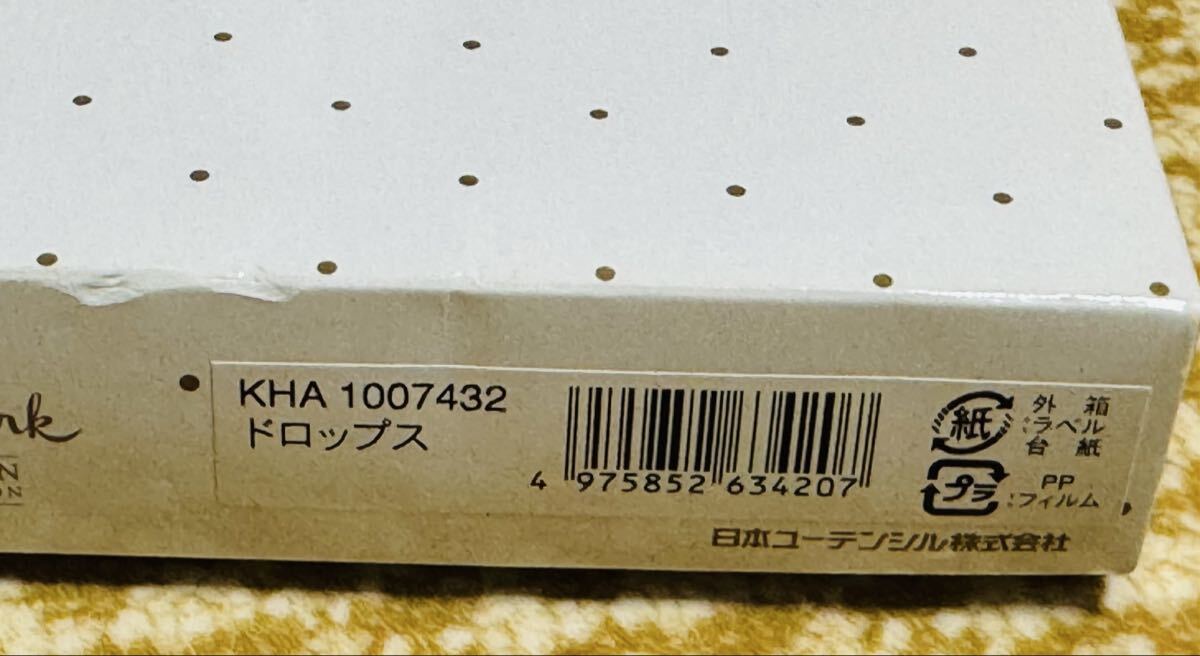 KHA 1007432
ドロップス
4 975852 634207
紙
外 箱
:ラベル
台 紙
プラ
PP
:フィルム
日本ユーテンシル株式会社